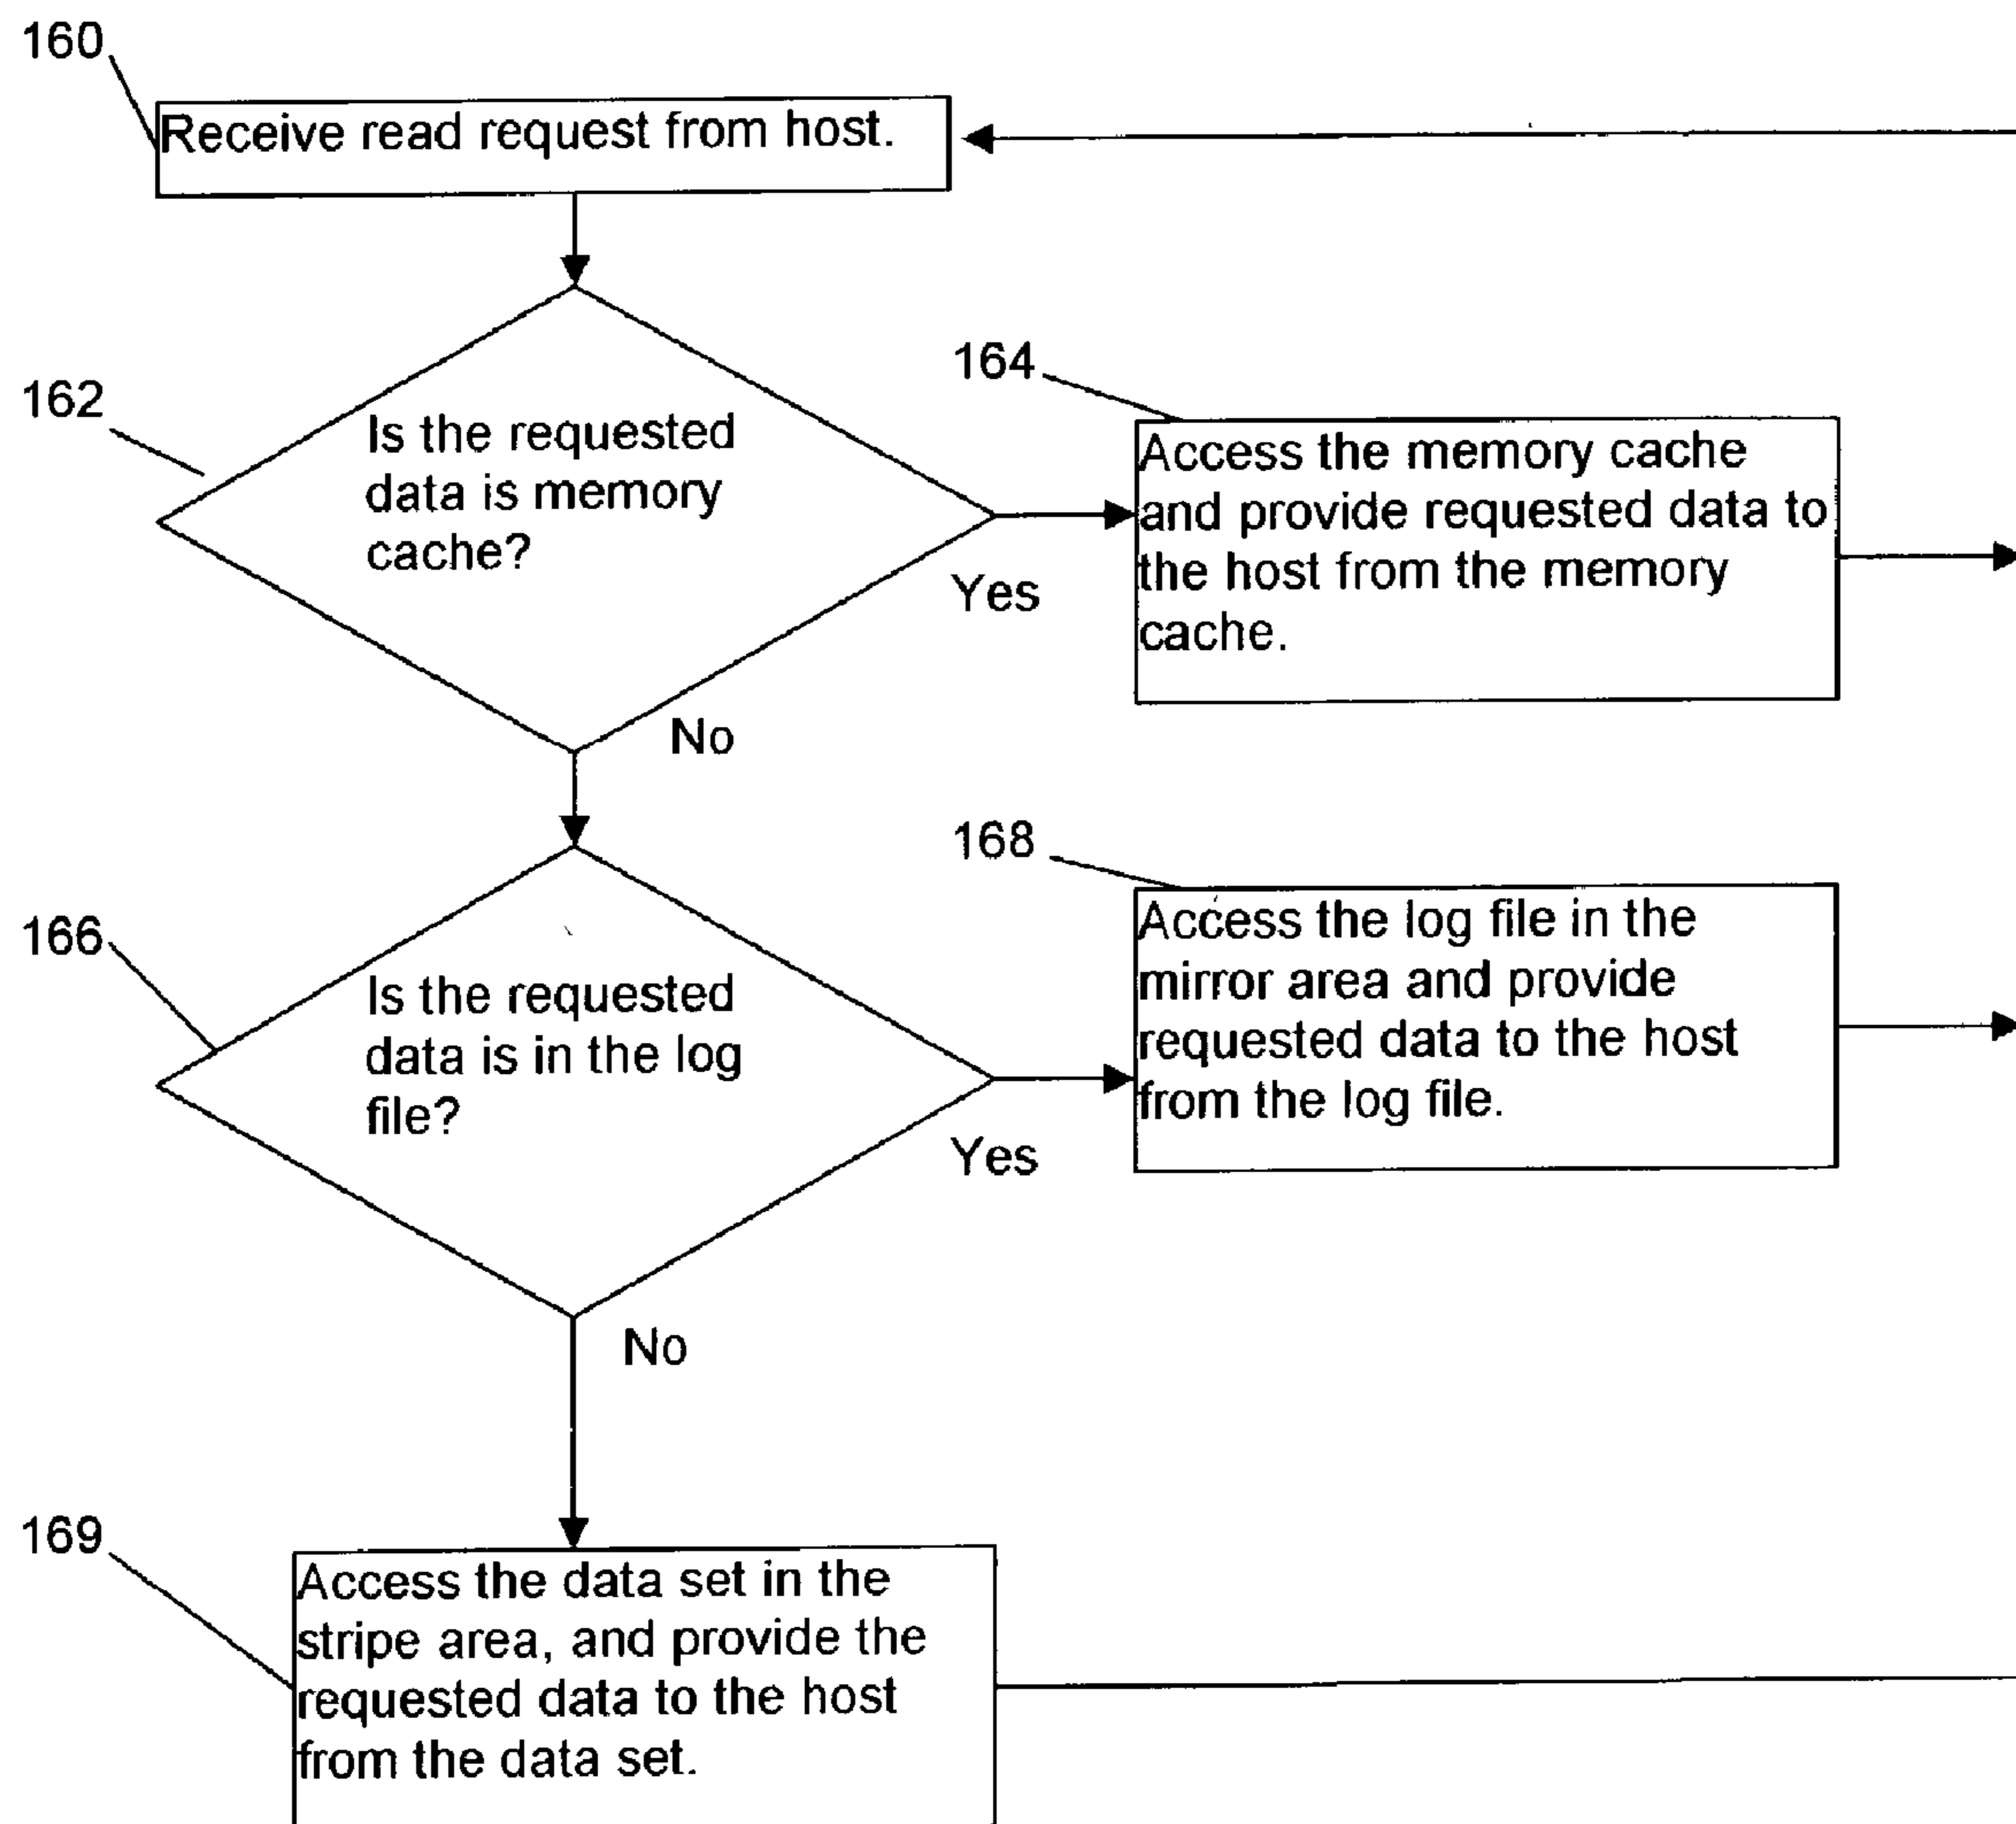 160
Receive read request from host.
162
Is the requested
data is memory
cache?
Yes
No
164
Access the memory cache
and provide requested data to
the host from the memory
cache.
166
Is the requested
data is in the log
file?
Yes
No
168
Access the log file in the
mirror area and provide
requested data to the host
from the log file.
169
Access the data set in the
stripe area, and provide the
requested data to the host
from the data set.